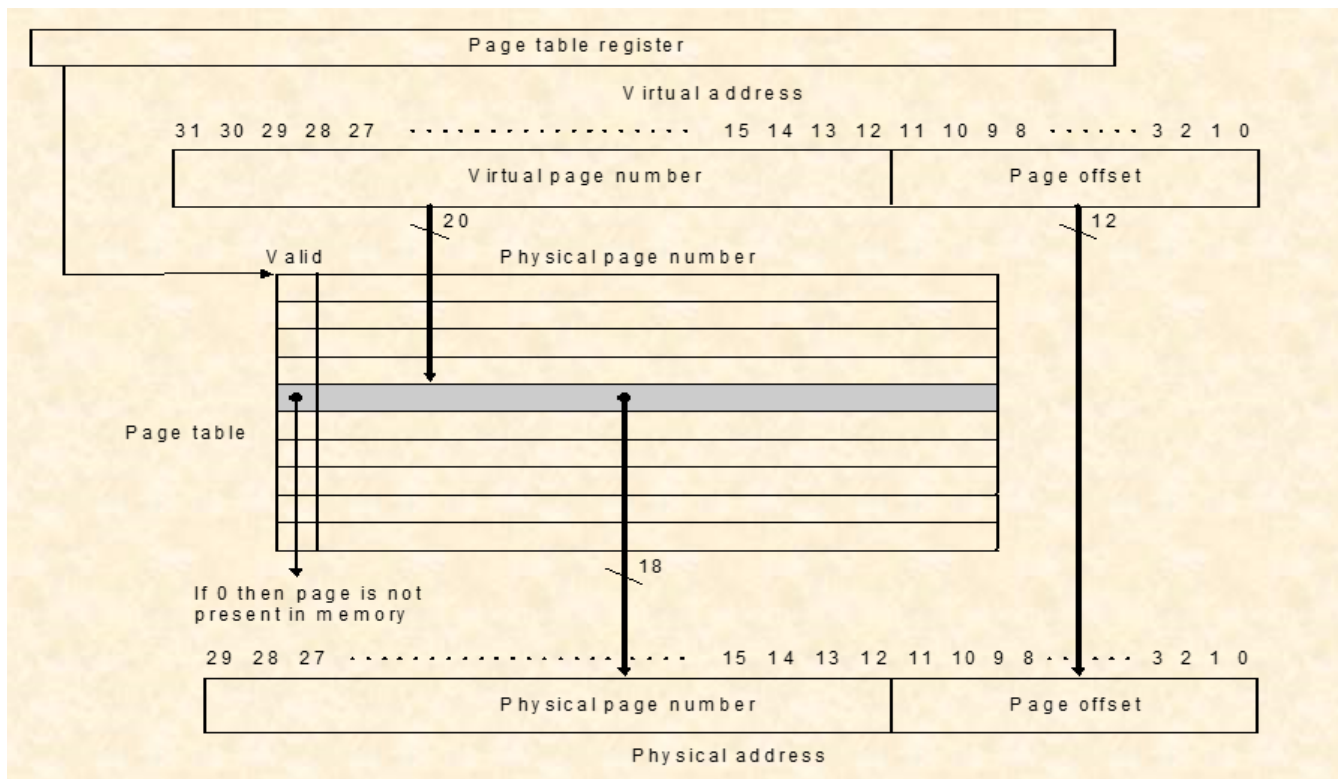 Page table register
Virtual address
31 30 29 28 27 ................... 15 14 13 12 11 10 9 8 ...... 3 2 1 0
Virtual page number Page offset
20 12
Valid Physical page number
Page table
18
If 0 then page is not
present in memory
29 28 27 ....................... 15 14 13 12 11 10 9 8 ...... 3 2 1 0
Physical page number Page offset
Physical address